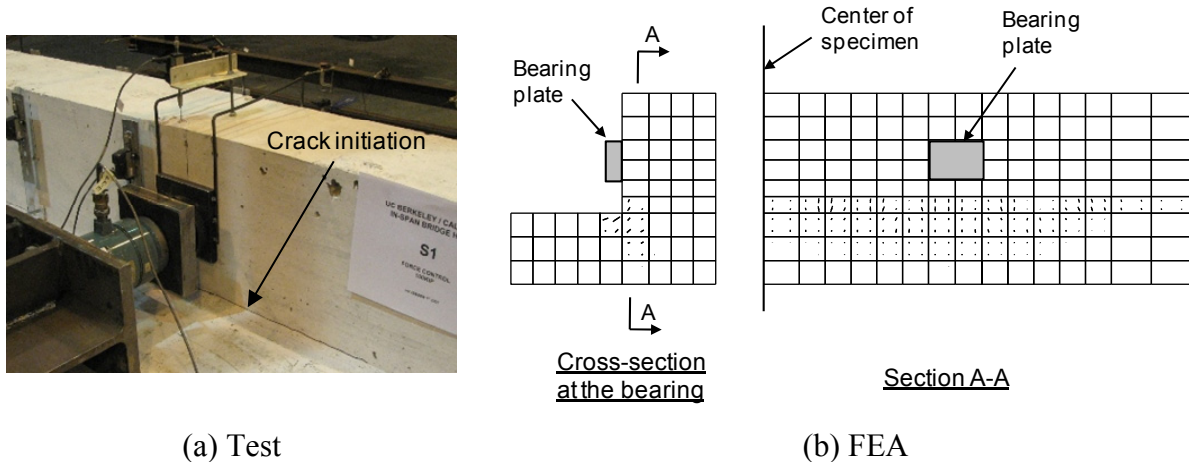 Crack initiation
UC BERKELEY / CAL
IN-SPAN BRIDGE H
S1
FORCE CONTROL
(a) Test
Bearing
plate
A
A
Cross-section
at the bearing
Center of
specimen
Bearing
plate
Section A-A
(b) FEA